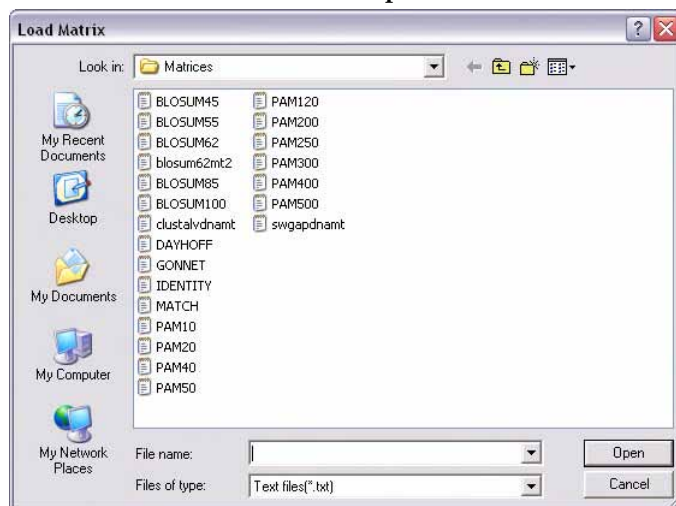 Load Matrix
Look in: Matrices
My Recent
Documents
Desktop
My Documents
My Computer
My Network
Places
BLOSUM45
BLOSUM55
BLOSUM62
blosum62mt2
BLOSUM85
BLOSUM100
clustalvdnamt
DAYHOFF
GONNET
IDENTITY
MATCH
PAM10
PAM20
PAM40
PAM50
PAM120
PAM200
PAM250
PAM300
PAM400
PAM500
swgapdnamt
File name:
Open
Files of type: Text files(*.txt)
Cancel